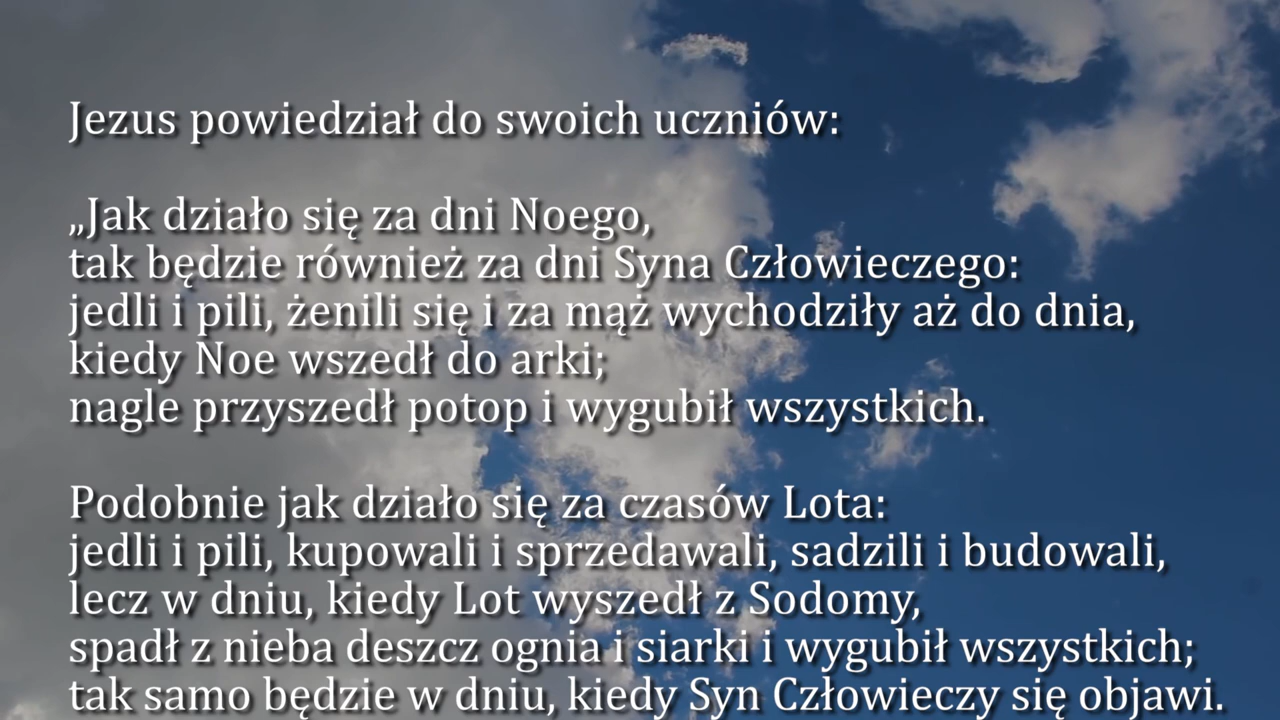 Jezus powiedział do swoich uczniów:
„Jak działo się za dni Noego,
tak będzie również za dni Syna Człowieczego:
jedli i pili, żenili się i za mąż wychodziły aż do dnia,
kiedy Noe wszedł do arki;
nagle przyszedł potop i wygubił wszystkich.
Podobnie jak działo się za czasów Lota:
jedli i pili, kupowali i sprzedawali, sadzili i budowali,
lecz w dniu, kiedy Lot wyszedł z Sodomy,
spadł z nieba deszcz ognia i siarki i wygubił wszystkich;
tak samo będzie w dniu, kiedy Syn Człowieczy się objawi.